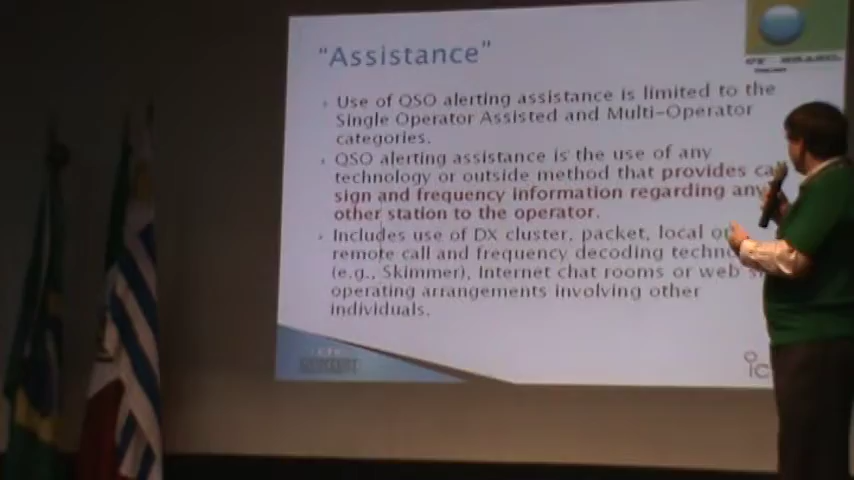 "Assistance"
Use of QSO alerting assistance is limited to the
Single Operator Assisted and Multi-Operator
categories.
QSO alerting assistance is the use of any
technology or outside method that provides ca
sign and frequency information regarding any
other station to the operator.
Includes use of DX cluster, packet, local o
remote call and frequency decoding techno
(e.g., Skimmer), Internet chat rooms or web s
operating arrangements involving other
individuals.